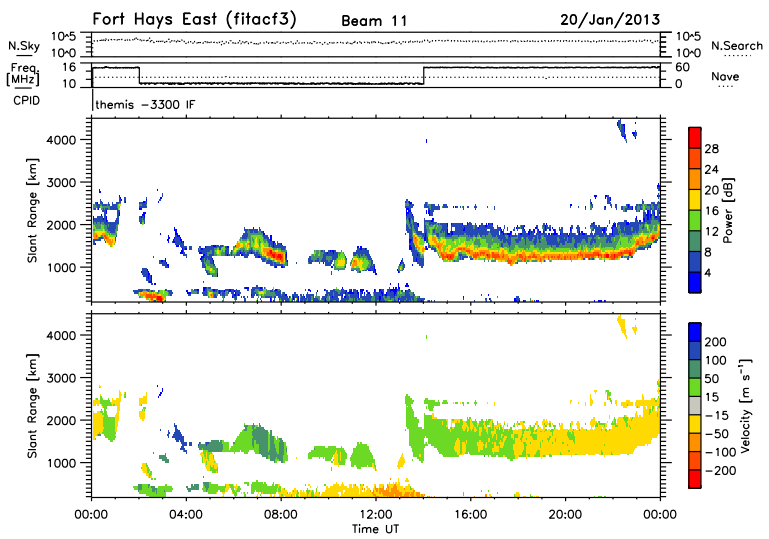 Fort Hays East (fitacf3) Beam 11 20/Jan/2013
N.Sky 10^5 10^0 10^5 10^0 N.Search
Freq. [MHz] 16 10 60 0 Nave
CPID themis -3300 IF
Slant Range [km] 4000 3000 2000 1000
Power [dB] 28 24 20 16 12 8 4
Slant Range [km] 4000 3000 2000 1000
Velocity [m s⁻¹] 200 100 50 15 -15 -50 -100 -200
00:00 04:00 08:00 12:00 16:00 20:00 00:00
Time UT